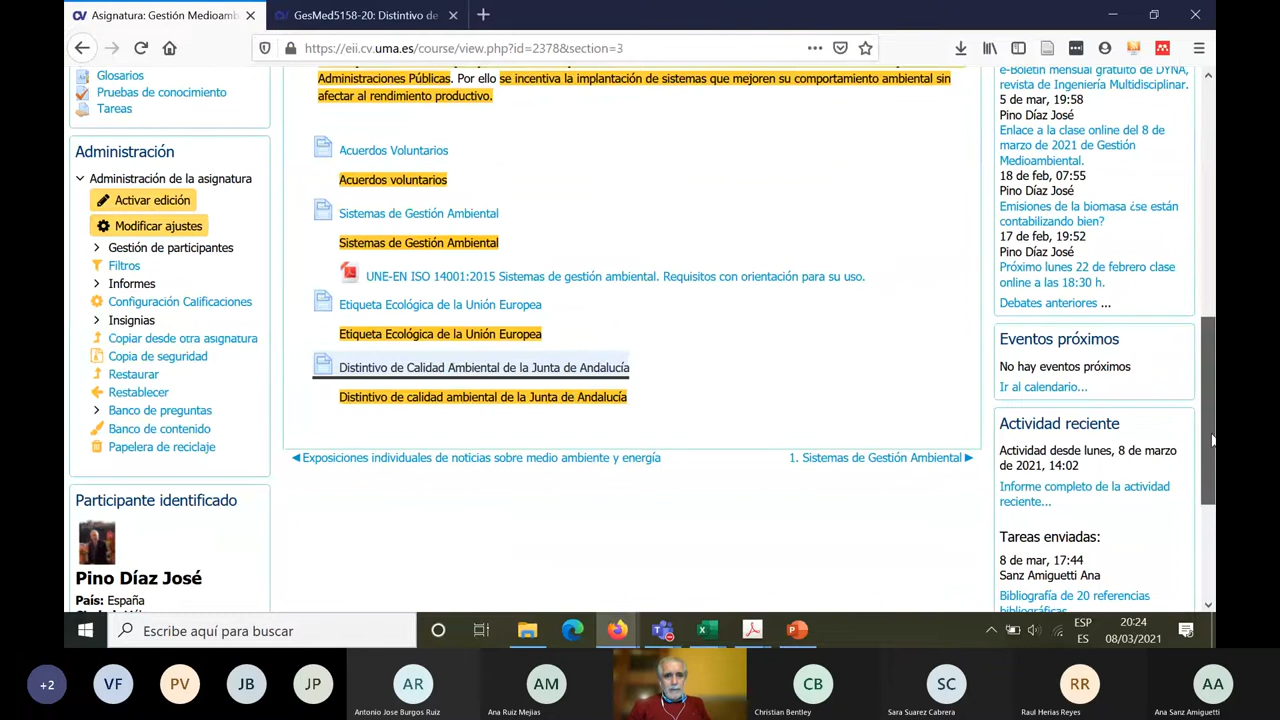 Asignatura: Gestión Medioamb
GesMed5158-20: Distintivo de
https://eii.cv.uma.es/course/view.php?id=2378&section=3
Glosarios
Pruebas de conocimiento
Tareas
Administración
Administración de la asignatura
Activar edición
Modificar ajustes
Gestión de participantes
Filtros
Informes
Configuración Calificaciones
Insignias
Copiar desde otra asignatura
Copia de seguridad
Restaurar
Restablecer
Banco de preguntas
Banco de contenido
Papelera de reciclaje
Participante identificado
Pino Díaz José
País: España
Administraciones Públicas. Por ello se incentiva la implantación de sistemas que mejoren su comportamiento ambiental sin
afectar al rendimiento productivo.
Acuerdos Voluntarios
Acuerdos voluntarios
Sistemas de Gestión Ambiental
Sistemas de Gestión Ambiental
UNE-EN ISO 14001:2015 Sistemas de gestión ambiental. Requisitos con orientación para su uso.
Etiqueta Ecológica de la Unión Europea
Etiqueta Ecológica de la Unión Europea
Distintivo de Calidad Ambiental de la Junta de Andalucía
Distintivo de calidad ambiental de la Junta de Andalucía
◀Exposiciones individuales de noticias sobre medio ambiente y energía
1. Sistemas de Gestión Ambiental▶
e-Boletín mensual gratuito de DYNA,
revista de Ingeniería Multidisciplinar.
5 de mar, 19:58
Pino Díaz José
Enlace a la clase online del 8 de
marzo de 2021 de Gestión
Medioambiental.
18 de feb, 07:55
Pino Díaz José
Emisiones de la biomasa ¿se están
contabilizando bien?
17 de feb, 19:52
Pino Díaz José
Próximo lunes 22 de febrero clase
online a las 18:30 h.
Debates anteriores ...
Eventos próximos
No hay eventos próximos
Ir al calendario...
Actividad reciente
Actividad desde lunes, 8 de marzo
de 2021, 14:02
Informe completo de la actividad
reciente...
Tareas enviadas:
8 de mar, 17:44
Sanz Amiguetti Ana
Bibliografía de 20 referencias
bibliográficas
Escribe aquí para buscar
ESP
ES
20:24
08/03/2021
+2
VF
PV
JB
JP
AR
Antonio Jose Burgos Ruiz
AM
Ana Ruiz Mejias
CB
Christian Bentley
SC
Sara Suarez Cabrera
RR
Raul Herias Reyes
AA
Ana Sanz Amiguetti